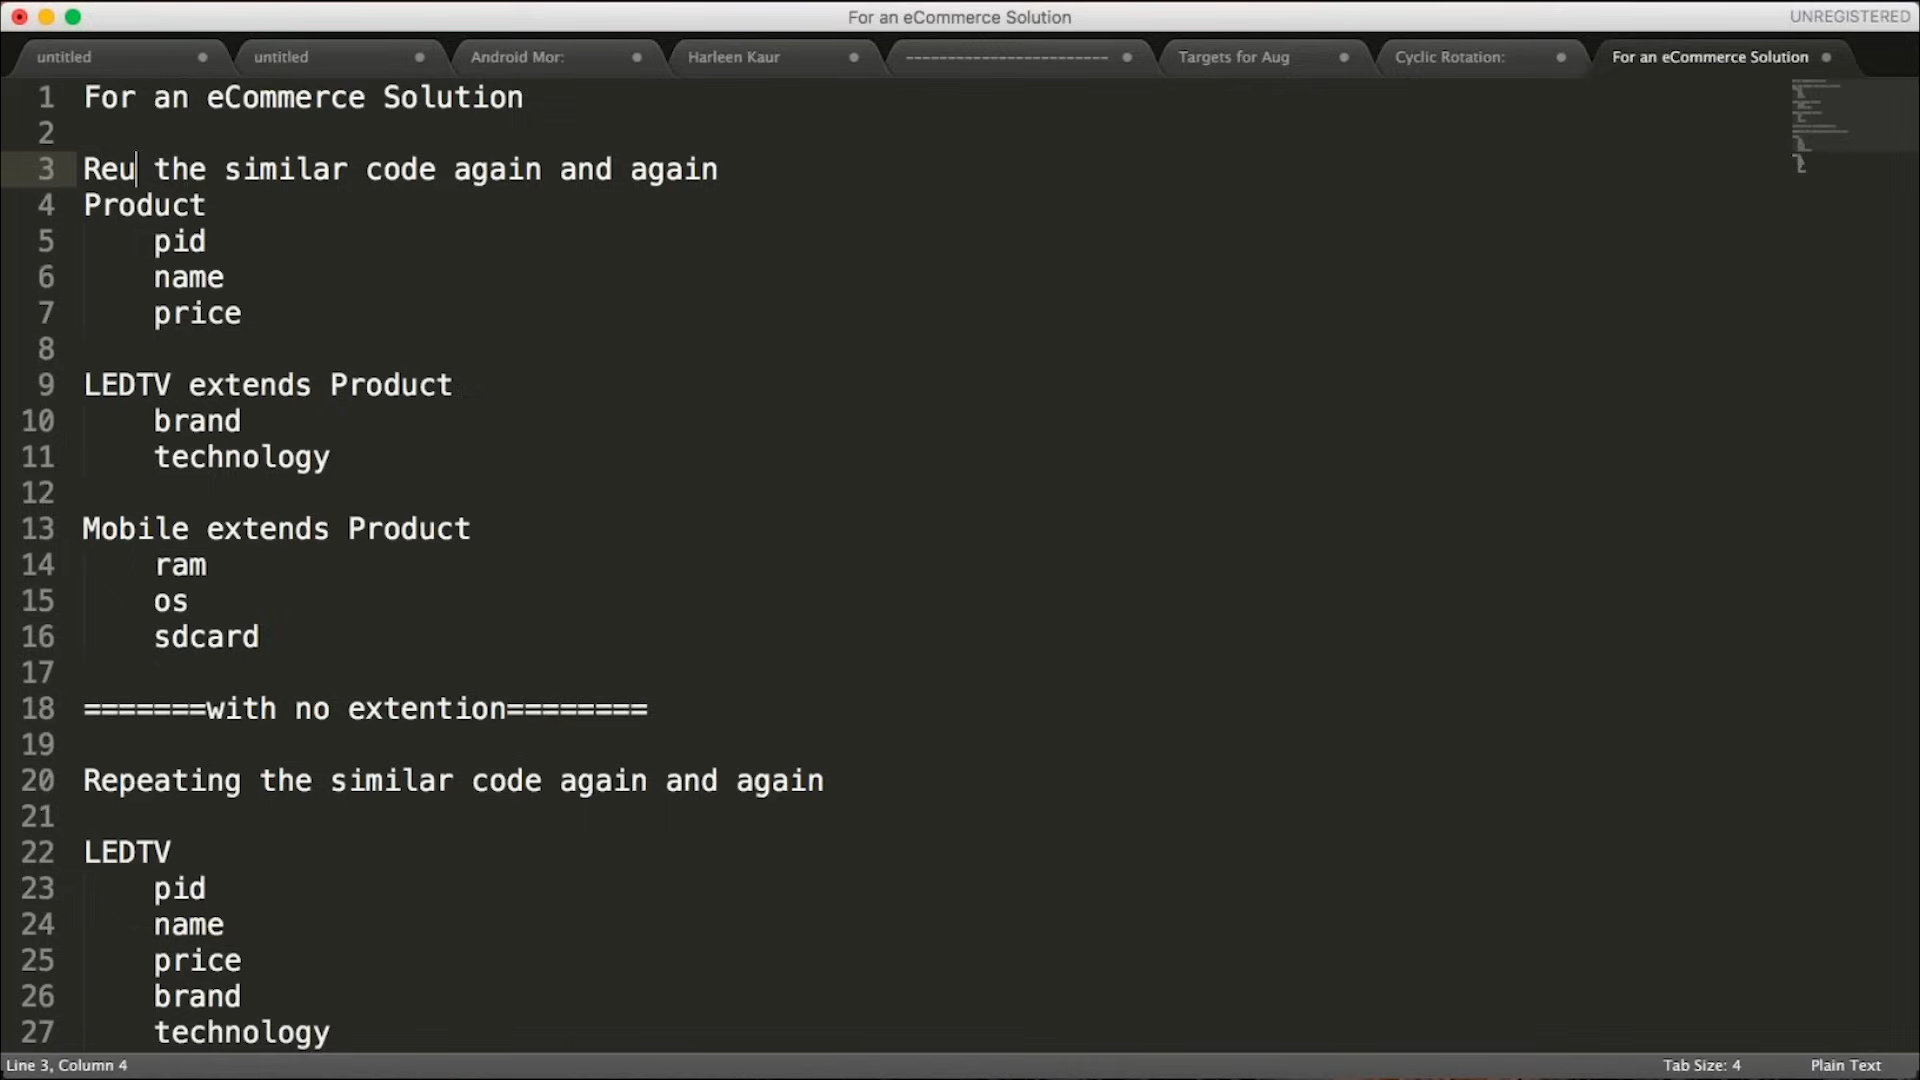 For an eCommerce Solution
UNREGISTERED
untitled
untitled
Android Mor:
Harleen Kaur
------------------------
Targets for Aug
Cyclic Rotation:
For an eCommerce Solution
1 For an eCommerce Solution
2
3 Reu the similar code again and again
4 Product
5 pid
6 name
7 price
8
9 LEDTV extends Product
10 brand
11 technology
12
13 Mobile extends Product
14 ram
15 os
16 sdcard
17
18 =======with no extention========
19
20 Repeating the similar code again and again
21
22 LEDTV
23 pid
24 name
25 price
26 brand
27 technology
Line 3, Column 4
Tab Size: 4
Plain Text